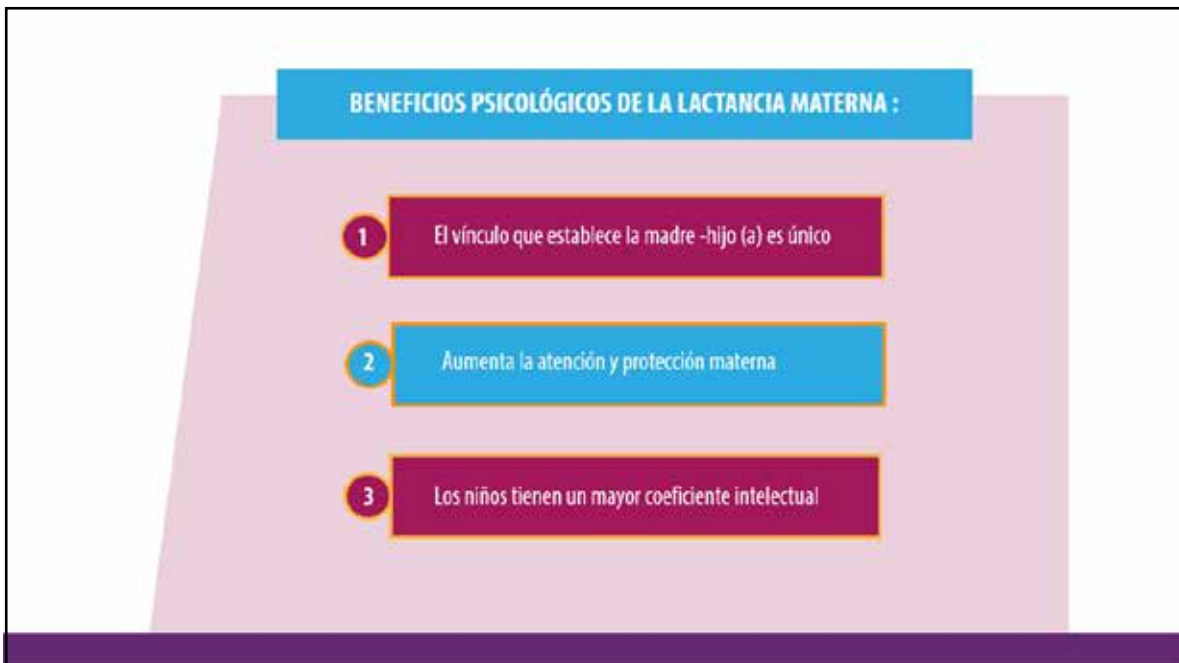 BENEFICIOS PSICOLÓGICOS DE LA LACTANCIA MATERNA :
1 El vínculo que establece la madre -hijo (a) es único
2 Aumenta la atención y protección materna
3 Los niños tienen un mayor coeficiente intelectual